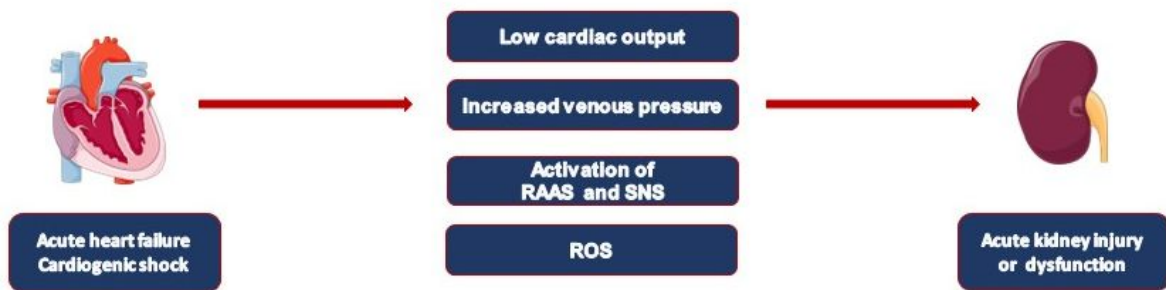 Low cardiac output
Increased venous pressure
Activation of
RAAS and SNS
ROS
Acute heart failure
Cardiogenic shock
Acute kidney injury
or dysfunction